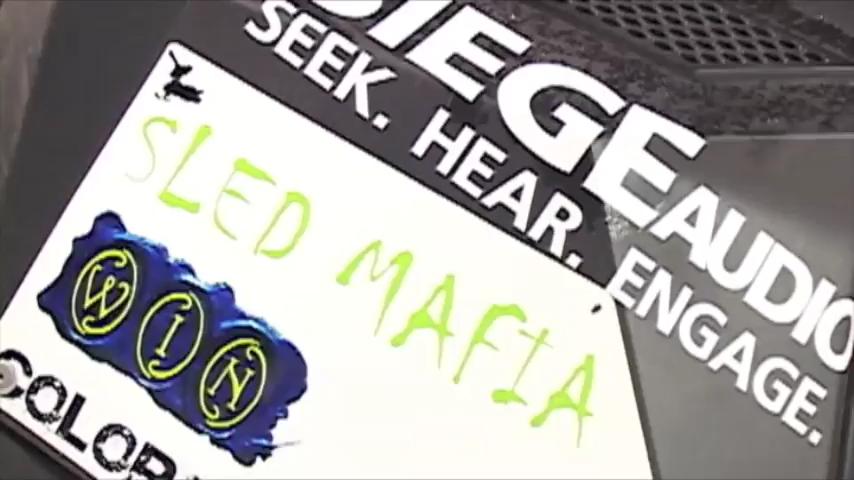 SIEGE AUDIO
SEEK. HEAR. ENGAGE.
SLED MAFIA
WIN